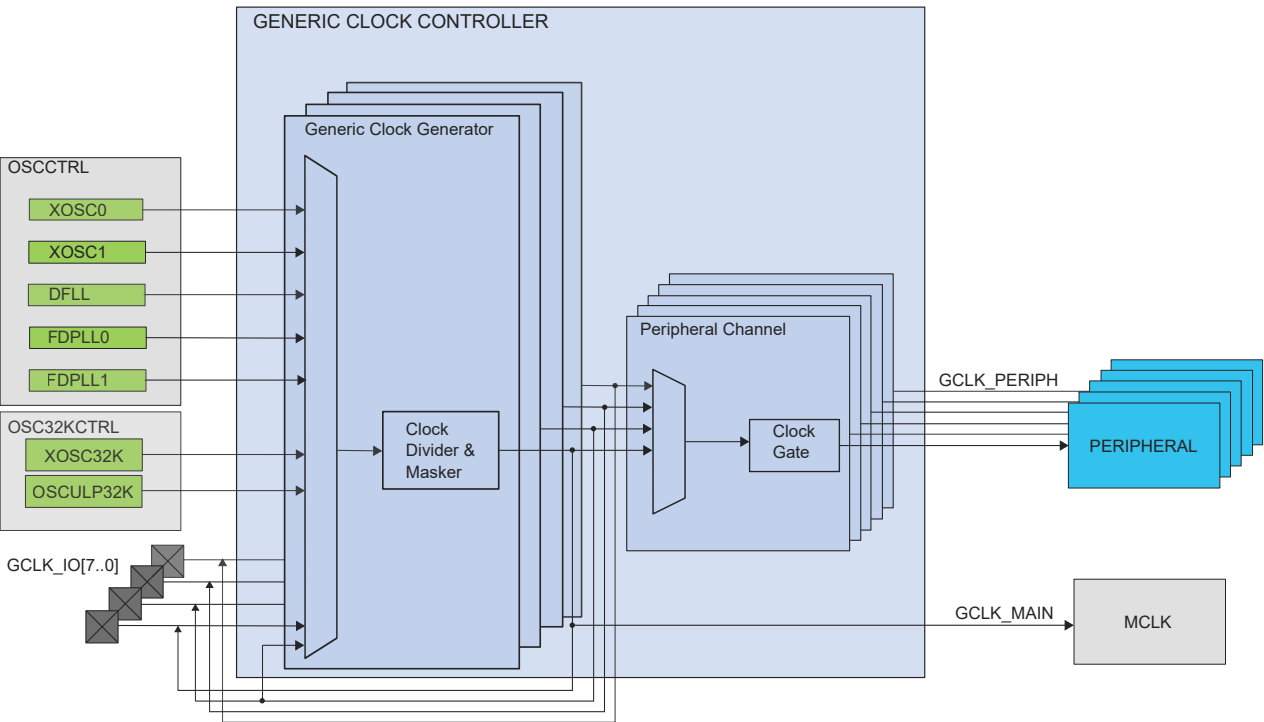 GENERIC CLOCK CONTROLLER
Generic Clock Generator
OSCCTRL
XOSC0
XOSC1
DFLL
FDPLL0
FDPLL1
OSC32KCTRL
XOSC32K
OSCULP32K
GCLK_IO[7..0]
Clock
Divider &
Masker
Peripheral Channel
Clock
Gate
GCLK_PERIPH
PERIPHERAL
GCLK_MAIN
MCLK